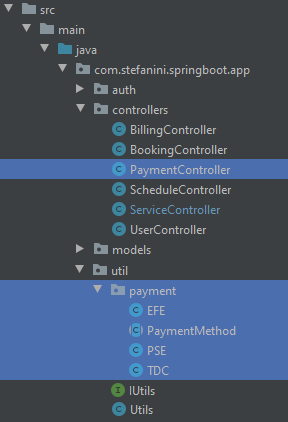 src
main
java
com.stefanini.springboot.app
auth
controllers
BillingController
BookingController
PaymentController
ScheduleController
ServiceController
UserController
models
util
payment
EFE
PaymentMethod
PSE
TDC
IUtils
Utils